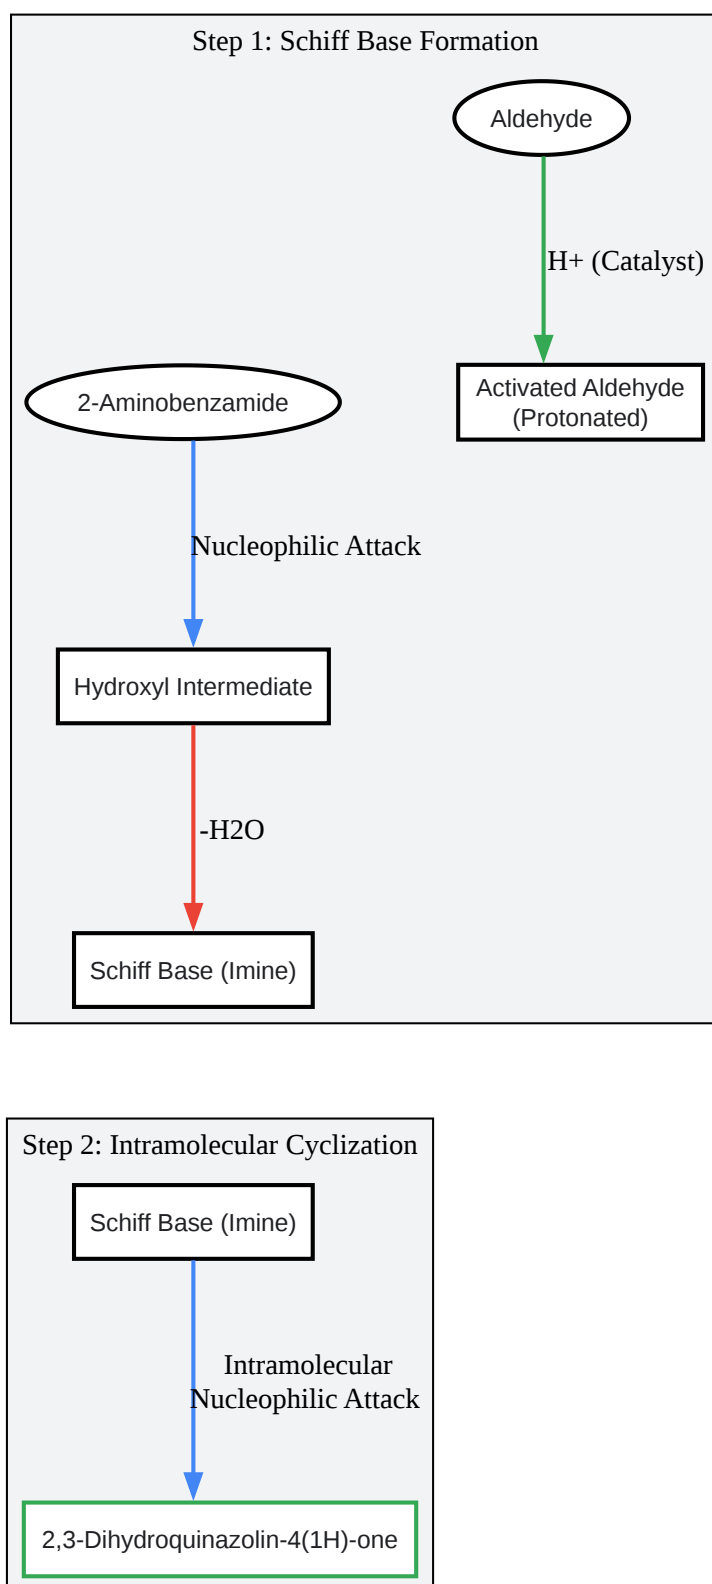 Step 1: Schiff Base Formation
Aldehyde
H+ (Catalyst)
2-Aminobenzamide
Activated Aldehyde
(Protonated)
Nucleophilic Attack
Hydroxyl Intermediate
-H2O
Schiff Base (Imine)
Step 2: Intramolecular Cyclization
Schiff Base (Imine)
Intramolecular
Nucleophilic Attack
2,3-Dihydroquinazolin-4(1H)-one